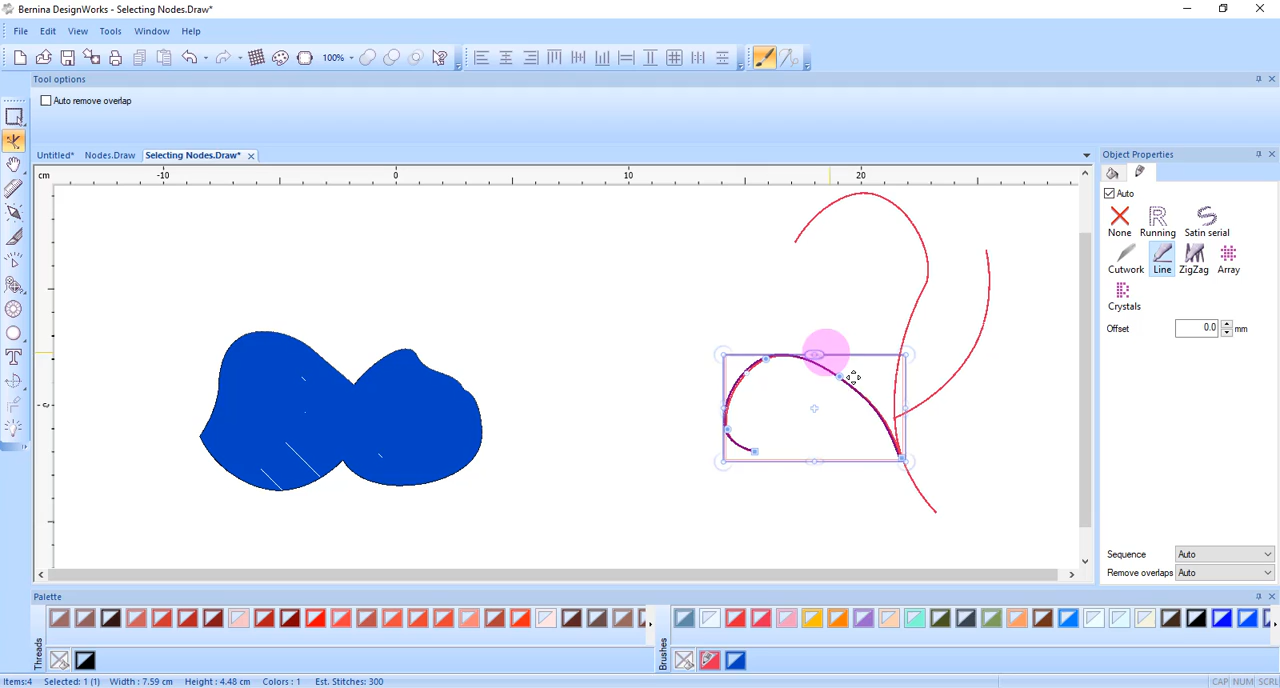 Bernina DesignWorks - Selecting Nodes.Draw*
File Edit View Tools Window Help
100%
Tool options
Auto remove overlap
Untitled* Nodes.Draw Selecting Nodes.Draw*
cm -10 0 10 20
0
Object Properties
Auto
None Running Satin serial
Cutwork Line ZigZag Array
Crystals
Offset 0.0 mm
Sequence Auto
Remove overlaps Auto
Palette
Threads
Brushes
Items:4 Selected: 1 (1) Width : 7.59 cm Height : 4.48 cm Colors : 1 Est. Stitches: 300
CAP NUM SCRL